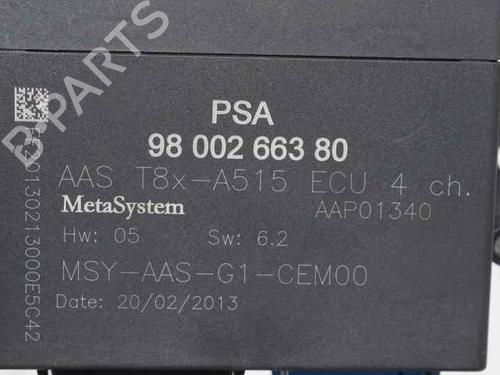 PSA
98 002 663 80
AAS T8x-A515 ECU 4 ch.
MetaSystem AAP01340
Hw: 05 Sw: 6.2
MSY-AAS-G1-CEM00
Date: 20/02/2013
B-Parts